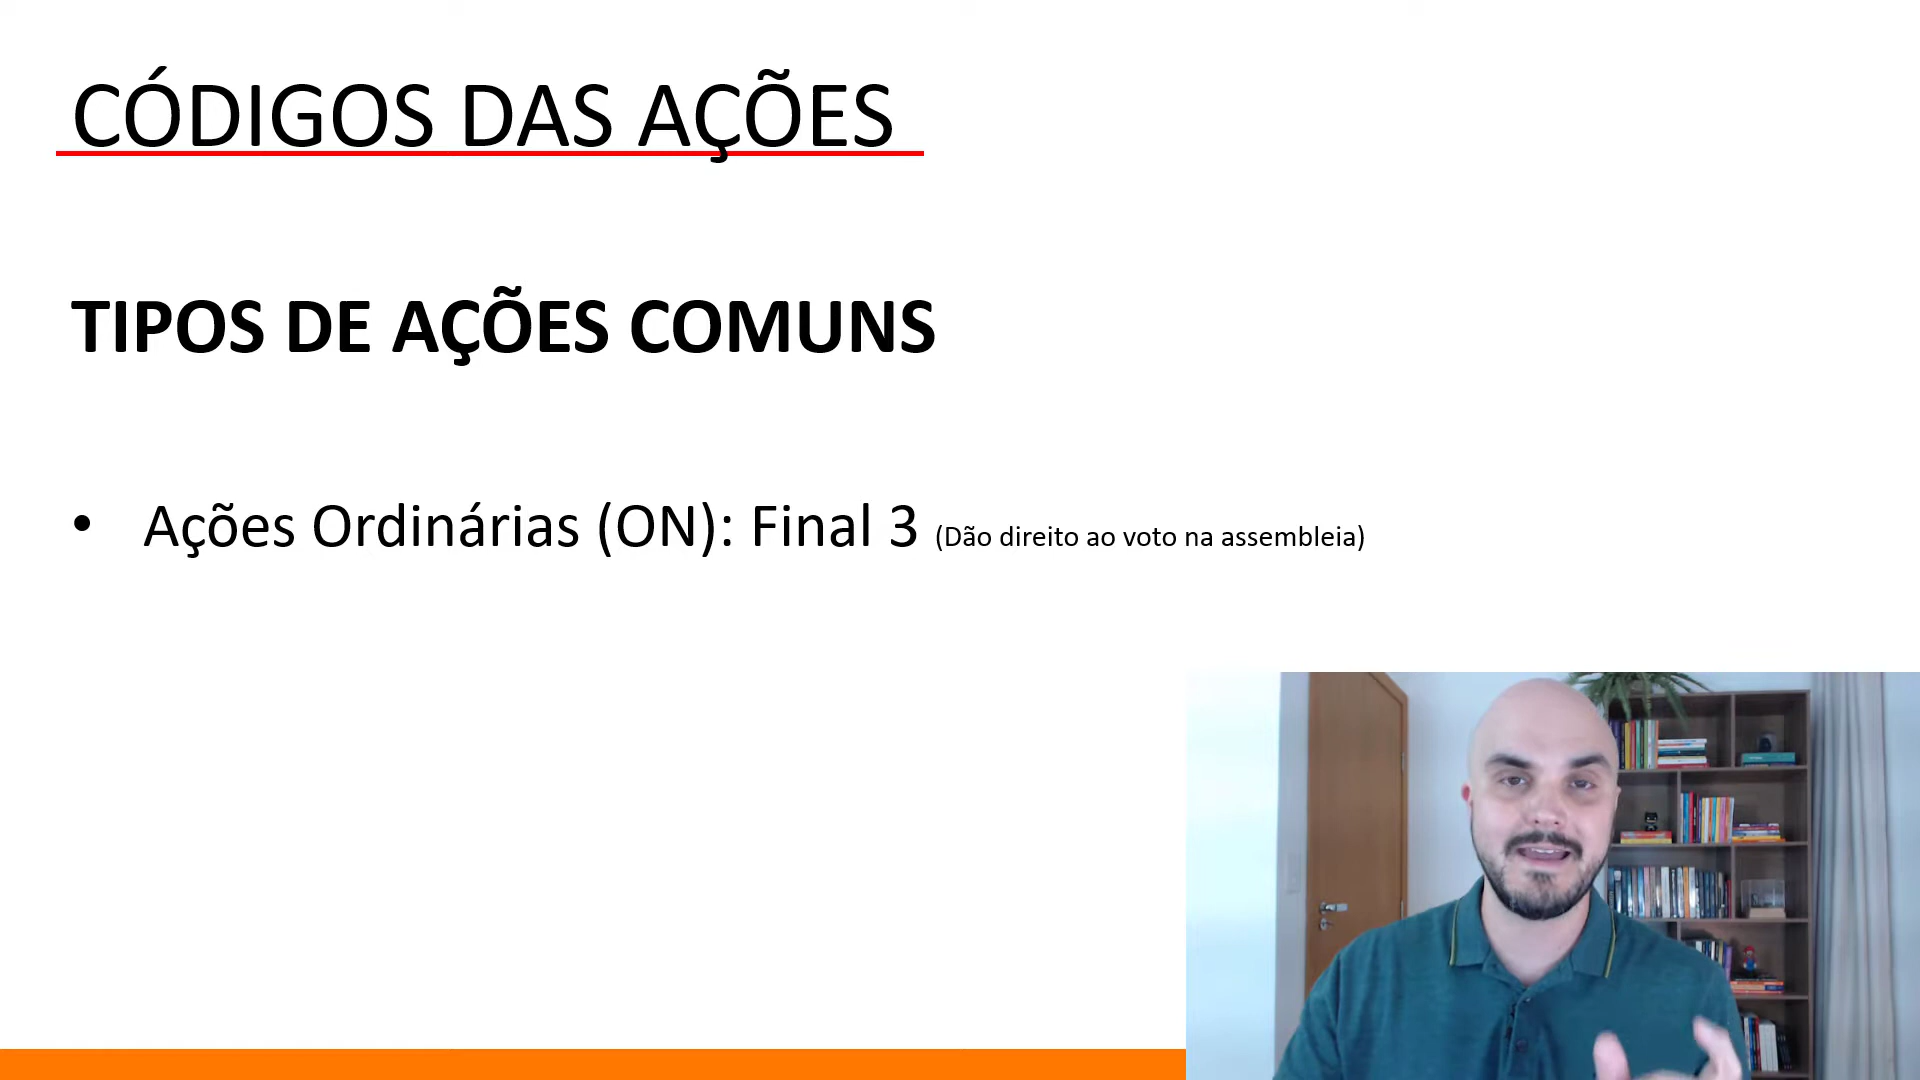 CÓDIGOS DAS AÇÕES
TIPOS DE AÇÕES COMUNS
• Ações Ordinárias (ON): Final 3 (Dão direito ao voto na assembleia)